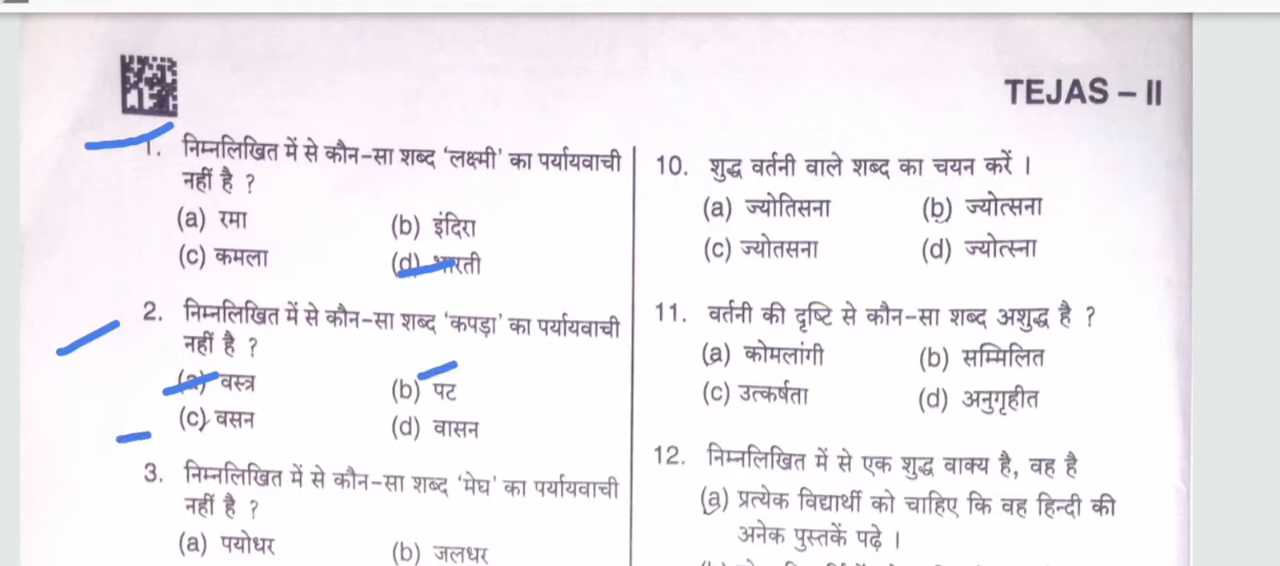 TEJAS – II
1. निम्नलिखित में से कौन-सा शब्द 'लक्ष्मी' का पर्यायवाची
नहीं है ?
(a) रमा (b) इंदिरा
(c) कमला (d) भारती
2. निम्नलिखित में से कौन-सा शब्द 'कपड़ा' का पर्यायवाची
नहीं है ?
(a) वस्त्र (b) पट
(c) वसन (d) वासन
3. निम्नलिखित में से कौन-सा शब्द 'मेघ' का पर्यायवाची
नहीं है ?
(a) पयोधर (b) जलधर
10. शुद्ध वर्तनी वाले शब्द का चयन करें ।
(a) ज्योतिसना (b) ज्योत्सना
(c) ज्योतसना (d) ज्योत्स्ना
11. वर्तनी की दृष्टि से कौन-सा शब्द अशुद्ध है ?
(a) कोमलांगी (b) सम्मिलित
(c) उत्कर्षता (d) अनुगृहीत
12. निम्नलिखित में से एक शुद्ध वाक्य है, वह है
(a) प्रत्येक विद्यार्थी को चाहिए कि वह हिन्दी की
अनेक पुस्तकें पढ़े ।